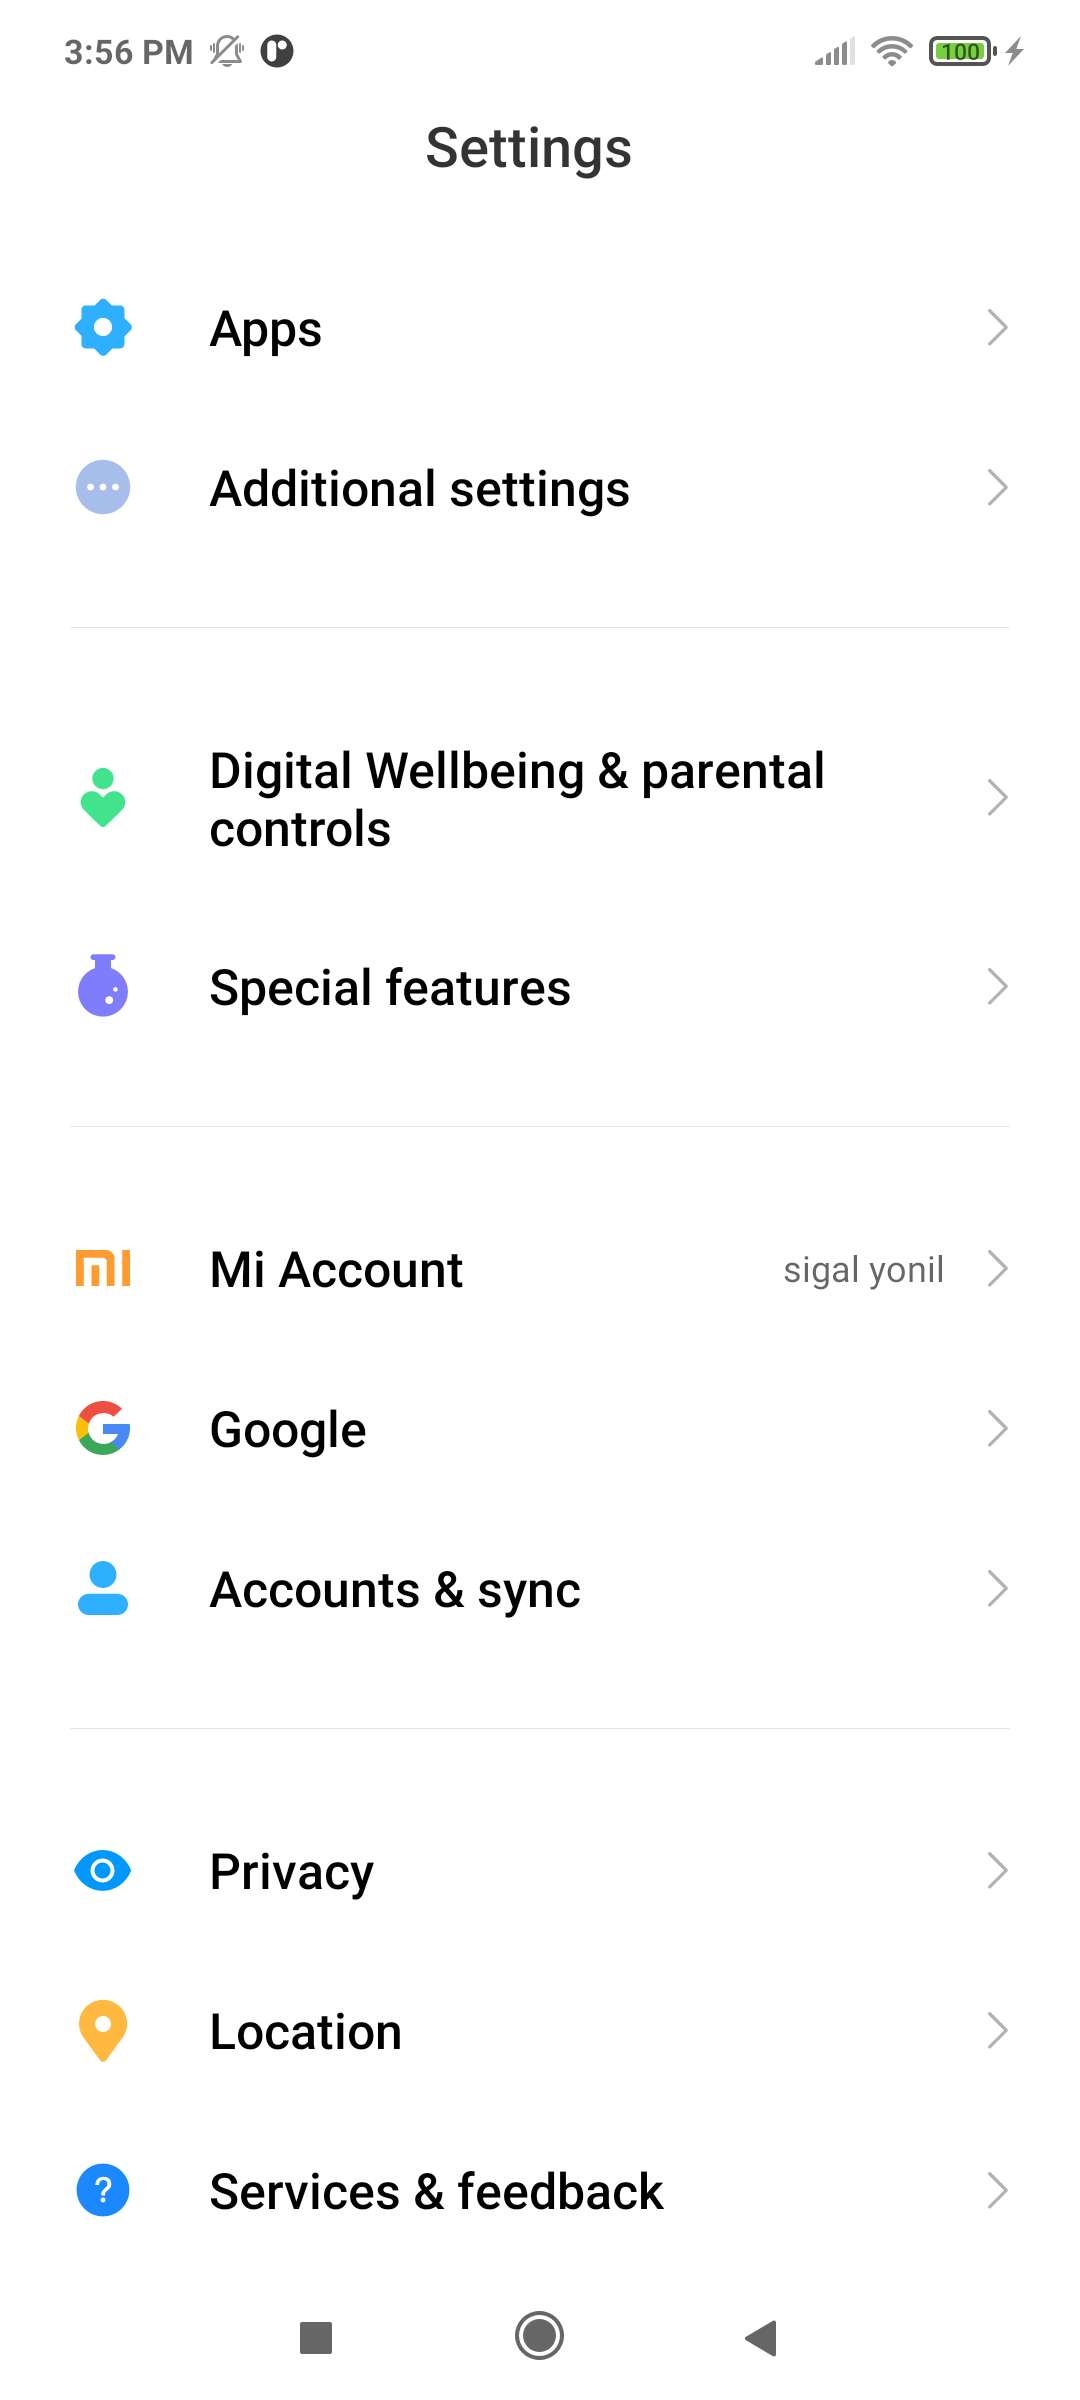 3:56 PM
100
Settings
Apps
Additional settings
Digital Wellbeing & parental
controls
Special features
Mi Account
sigal yonil
Google
Accounts & sync
Privacy
Location
Services & feedback